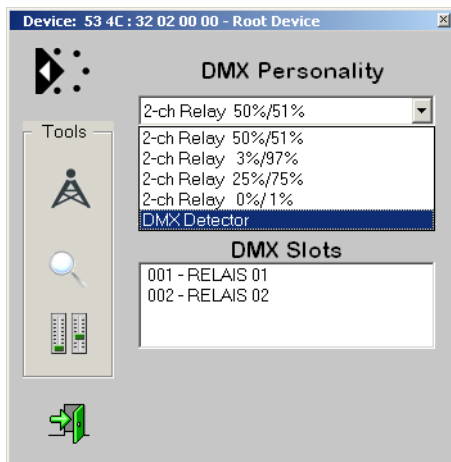 Device: 53 4C : 32 02 00 00 - Root Device
DMX Personality
2-ch Relay 50%/51%
Tools
2-ch Relay 50%/51%
2-ch Relay 3%/97%
2-ch Relay 25%/75%
2-ch Relay 0%/1%
DMX Detector
DMX Slots
001 - RELAIS 01
002 - RELAIS 02